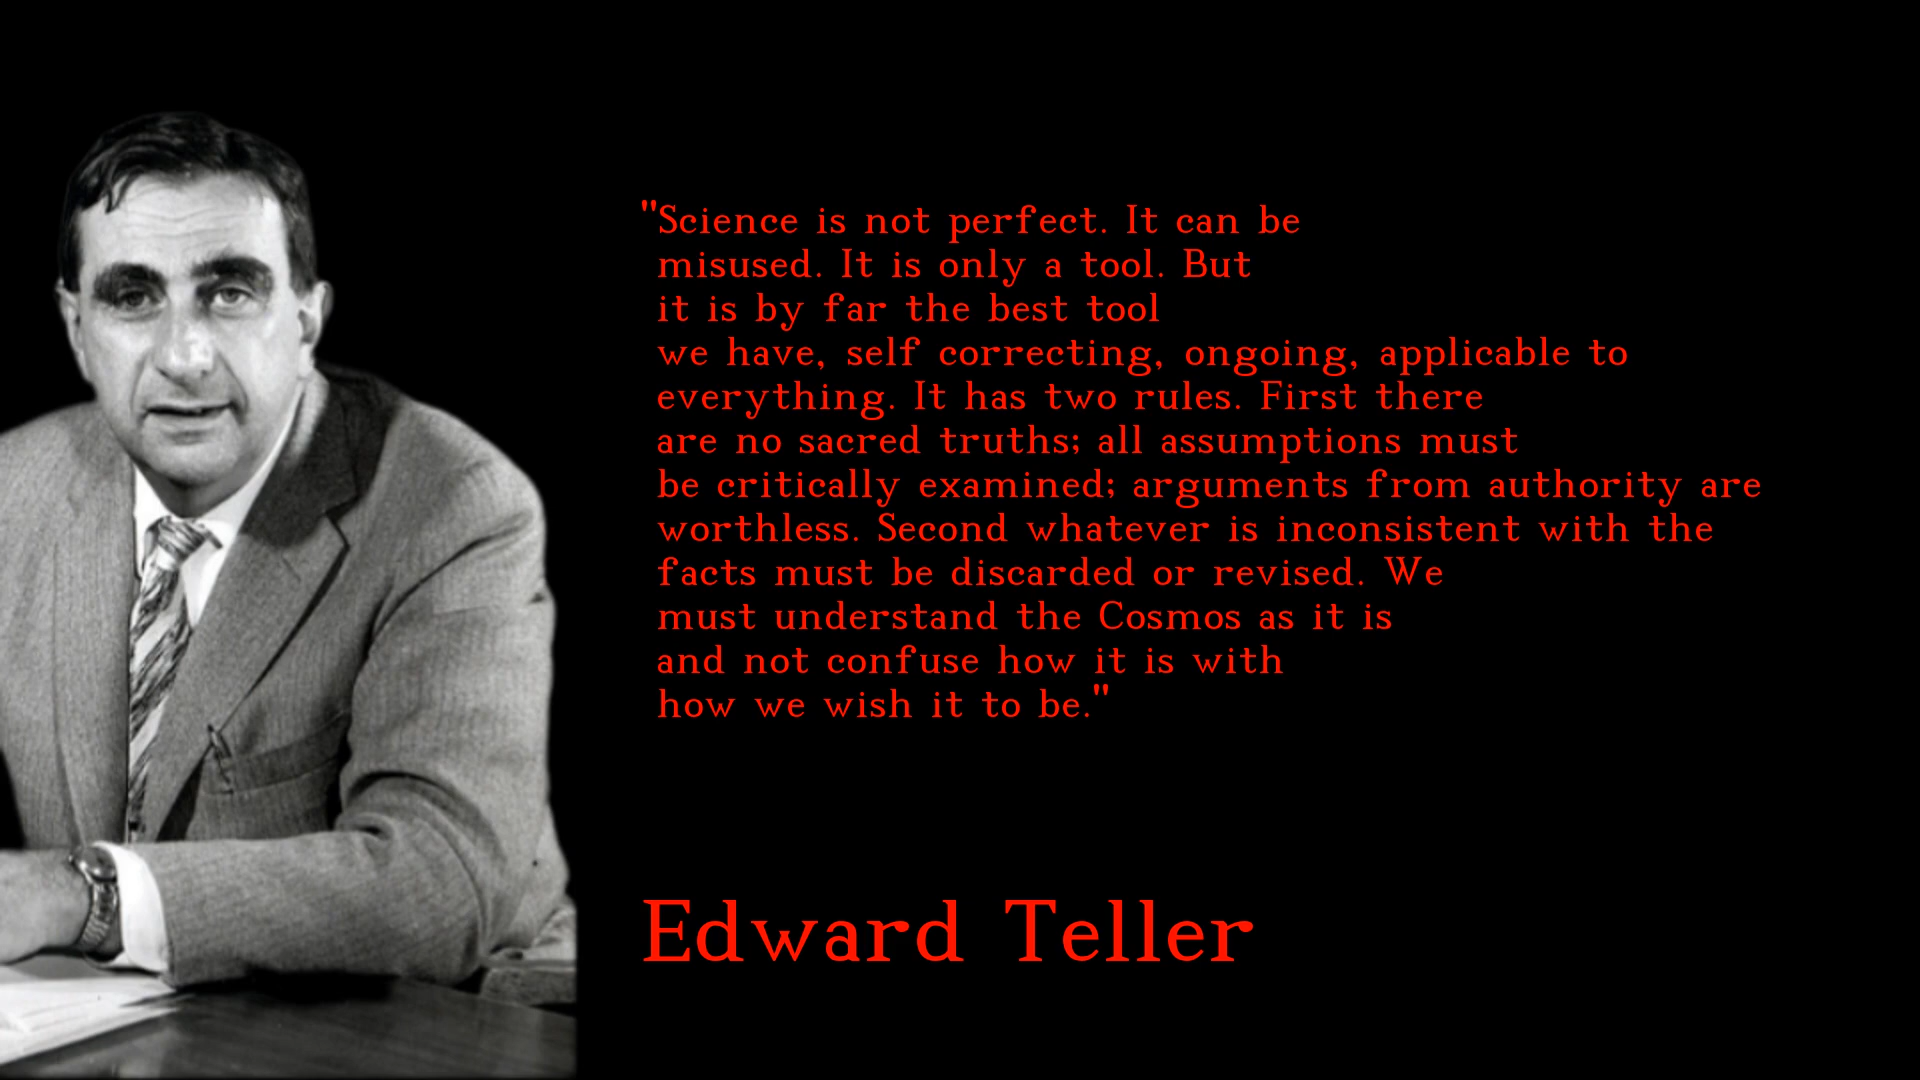 "Science is not perfect. It can be
misused. It is only a tool. But
it is by far the best tool
we have, self correcting, ongoing, applicable to
everything. It has two rules. First there
are no sacred truths; all assumptions must
be critically examined; arguments from authority are
worthless. Second whatever is inconsistent with the
facts must be discarded or revised. We
must understand the Cosmos as it is
and not confuse how it is with
how we wish it to be."
Edward Teller